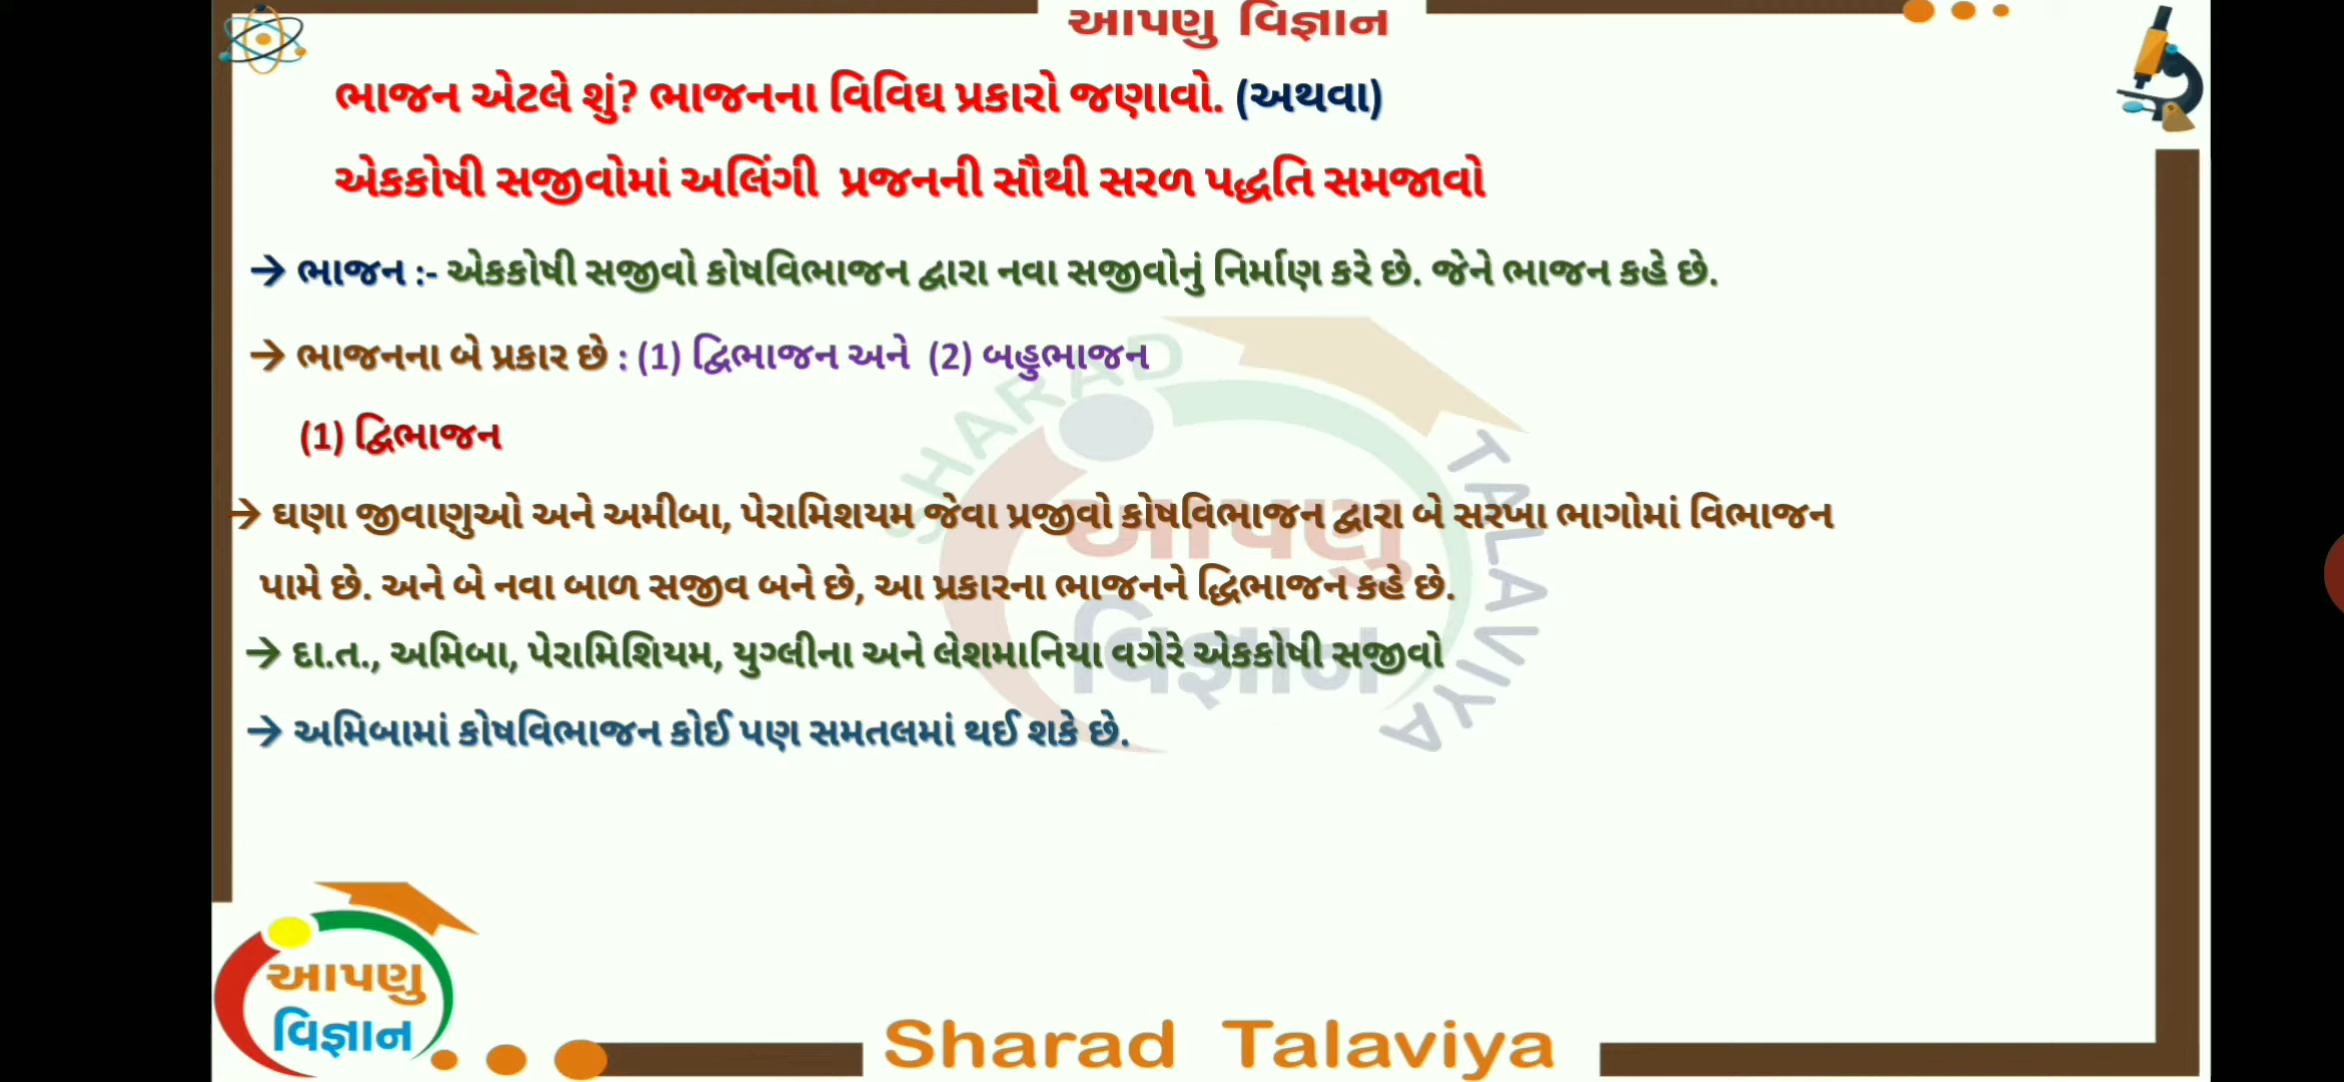 આપણુ વિજ્ઞાન
ભાજન એટલે શું? ભાજનના વિવિઘ પ્રકારો જણાવો. (અથવા)
એકકોષી સજીવોમાં અલિંગી પ્રજનની સૌથી સરળ પદ્ધતિ સમજાવો
→ ભાજન :- એકકોષી સજીવો કોષવિભાજન દ્વારા નવા સજીવોનું નિર્માણ કરે છે. જેને ભાજન કહે છે.
→ ભાજનના બે પ્રકાર છે : (1) દ્વિભાજન અને (2) બહુભાજન
(1) દ્વિભાજન
→ ઘણા જીવાણુઓ અને અમીબા, પેરામિશયમ જેવા પ્રજીવો કોષવિભાજન દ્વારા બે સરખા ભાગોમાં વિભાજન
પામે છે. અને બે નવા બાળ સજીવ બને છે, આ પ્રકારના ભાજનને દ્ધિભાજન કહે છે.
→ દા.ત., અમિબા, પેરામિશિયમ, યુગ્લીના અને લેશમાનિયા વગેરે એકકોષી સજીવો
→ અમિબામાં કોષવિભાજન કોઈ પણ સમતલમાં થઈ શકે છે.
SHARAD TALAVIYA
આપણુ
વિજ્ઞાન
આપણુ
વિજ્ઞાન
Sharad Talaviya